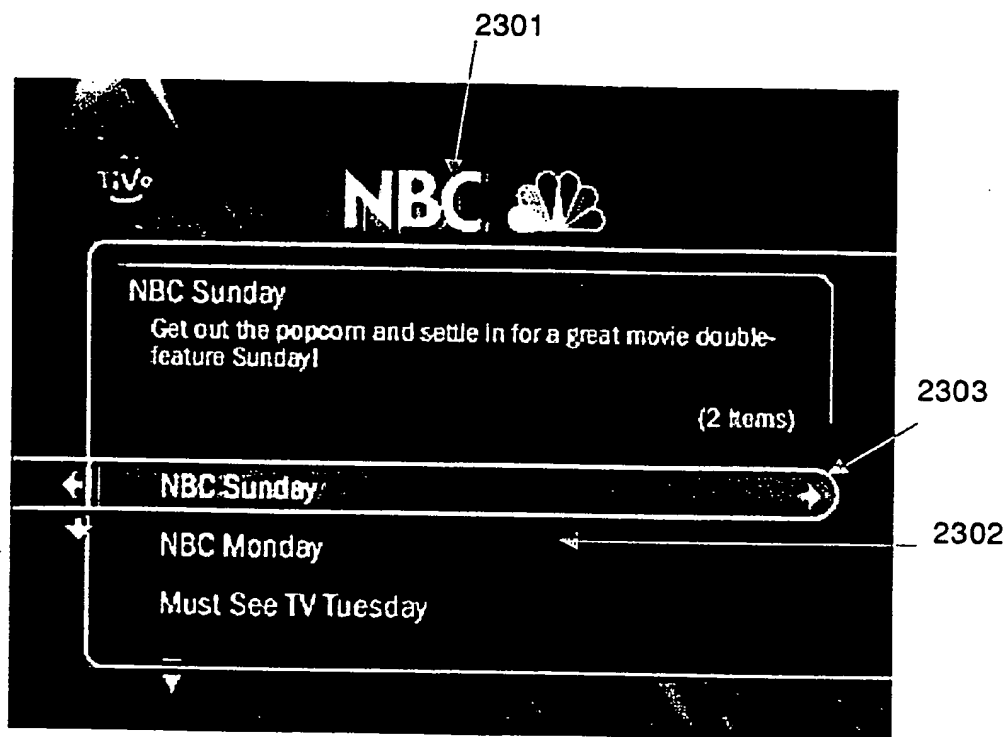 2301
TiVo
NBC
NBC Sunday
Get out the popcorn and settle in for a great movie double-
feature Sunday!
(2 items)
2303
NBC Sunday
NBC Monday
2302
Must See TV Tuesday